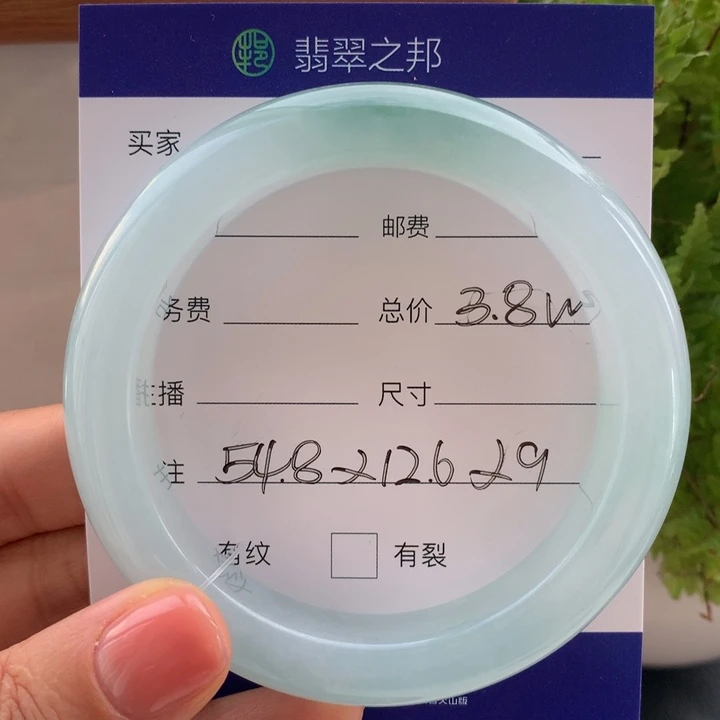 翡翠之邦
买家
邮费
务费 总价 3.8w
播 尺寸
注 54.8×12.6×9
有纹 有裂